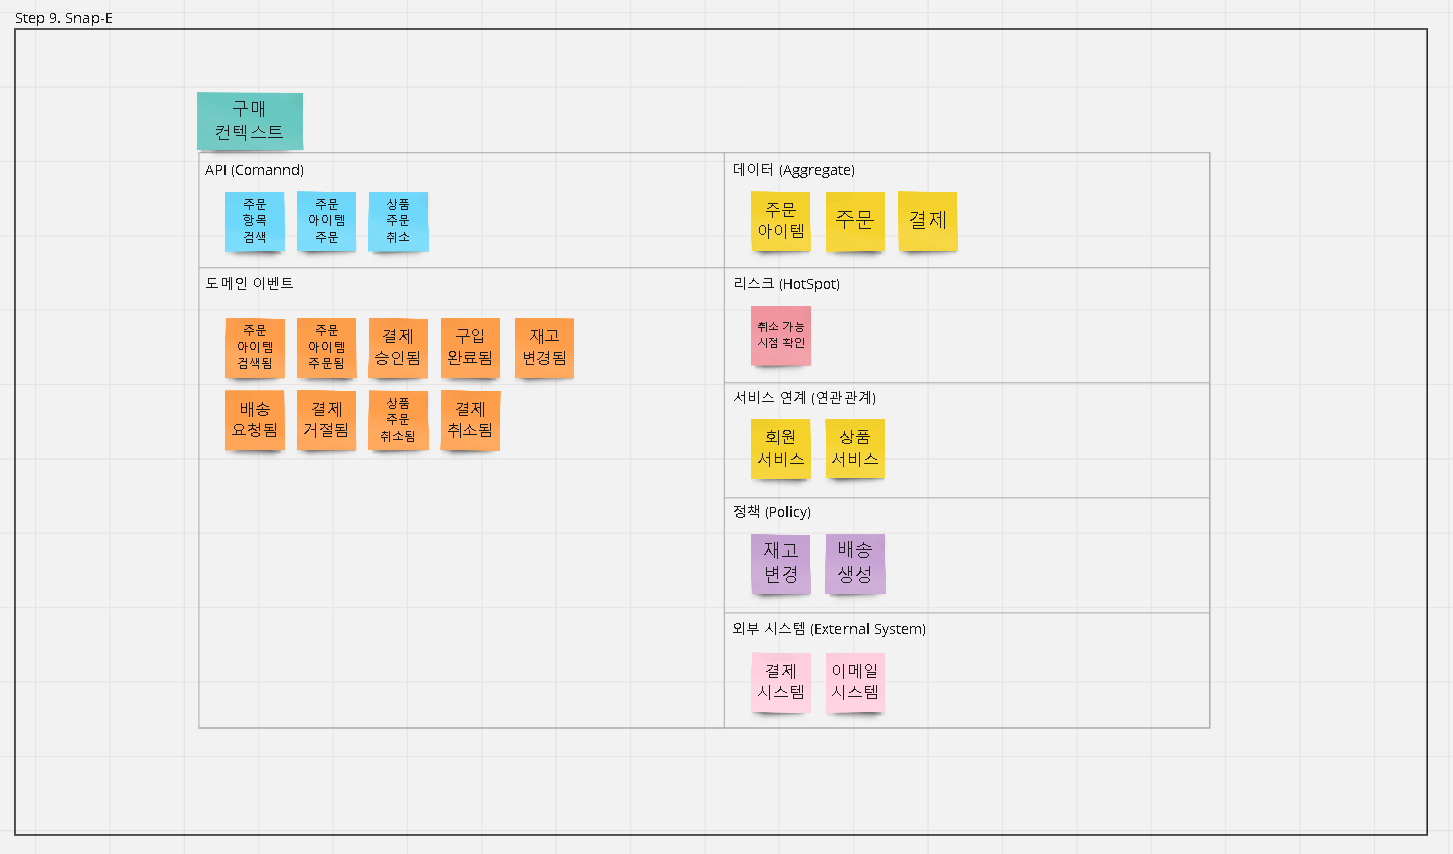 Step 9. Snap-E
구매
컨텍스트
API (Comannd)
주문
항목
검색
주문
아이템
주문
상품
주문
취소
데이터 (Aggregate)
주문
아이템
주문
결제
도메인 이벤트
주문
아이템
검색됨
주문
아이템
주문됨
결제
승인됨
구입
완료됨
재고
변경됨
배송
요청됨
결제
거절됨
상품
주문
취소됨
결제
취소됨
리스크 (HotSpot)
취소 가능
시점 확인
서비스 연계 (연관관계)
회원
서비스
상품
서비스
정책 (Policy)
재고
변경
배송
생성
외부 시스템 (External System)
결제
시스템
이메일
시스템